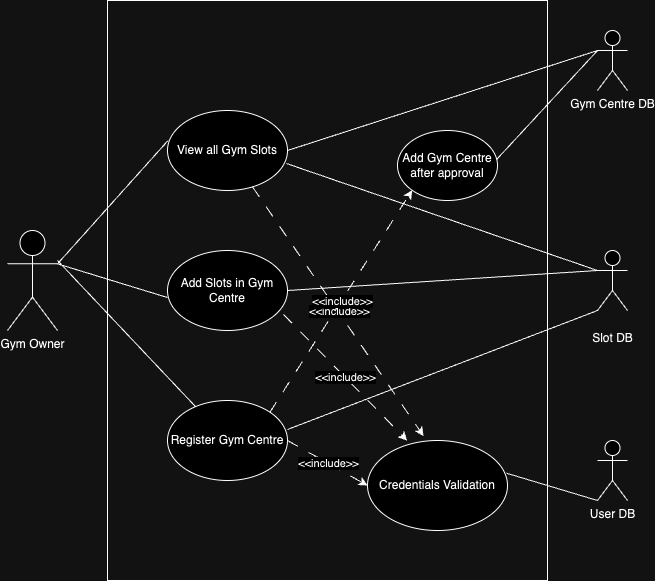 Gym Centre DB
View all Gym Slots
Add Gym Centre
after approval
Add Slots in Gym
Centre
<<include>>
<<include>>
Gym Owner
Slot DB
<<include>>
Register Gym Centre
<<include>>
Credentials Validation
User DB